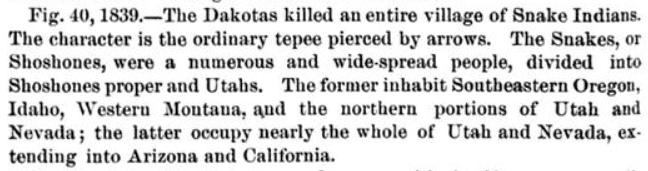 Fig. 40, 1839.—The Dakotas killed an entire village of Snake Indians.
The character is the ordinary tepee pierced by arrows. The Snakes, or
Shoshones, were a numerous and wide-spread people, divided into
Shoshones proper and Utahs. The former inhabit Southeastern Oregon,
Idaho, Western Montana, and the northern portions of Utah and
Nevada; the latter occupy nearly the whole of Utah and Nevada, ex-
tending into Arizona and California.